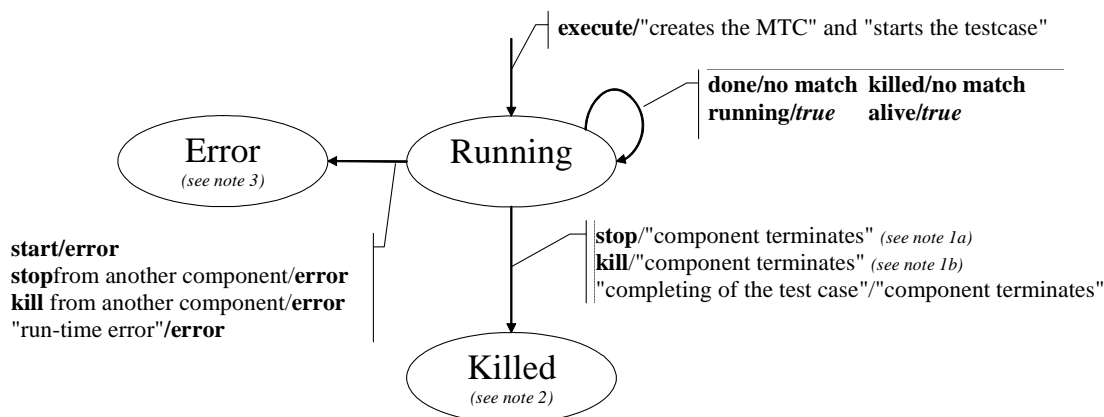 execute/"creates the MTC" and "starts the testcase"
done/no match killed/no match
running/true alive/true
Error
(see note 3)
Running
start/error
stopfrom another component/error
kill from another component/error
"run-time error"/error
stop/"component terminates" (see note 1a)
kill/"component terminates" (see note 1b)
"completing of the test case"/"component terminates"
Killed
(see note 2)